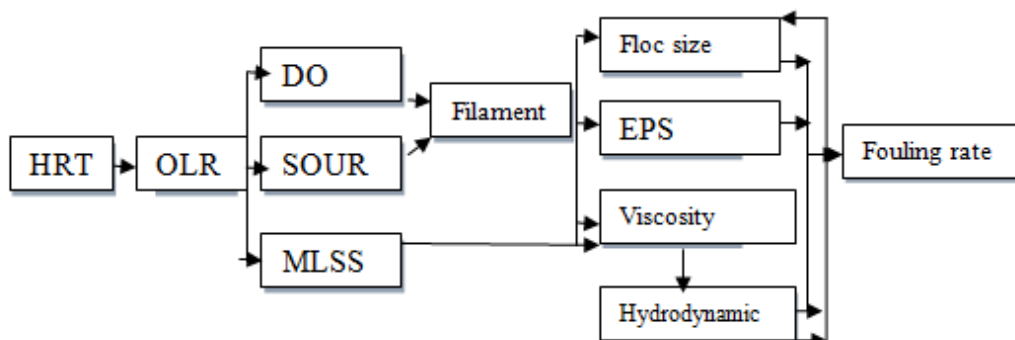 HRT
OLR
DO
SOUR
MLSS
Filament
Floc size
EPS
Viscosity
Hydrodynamic
Fouling rate